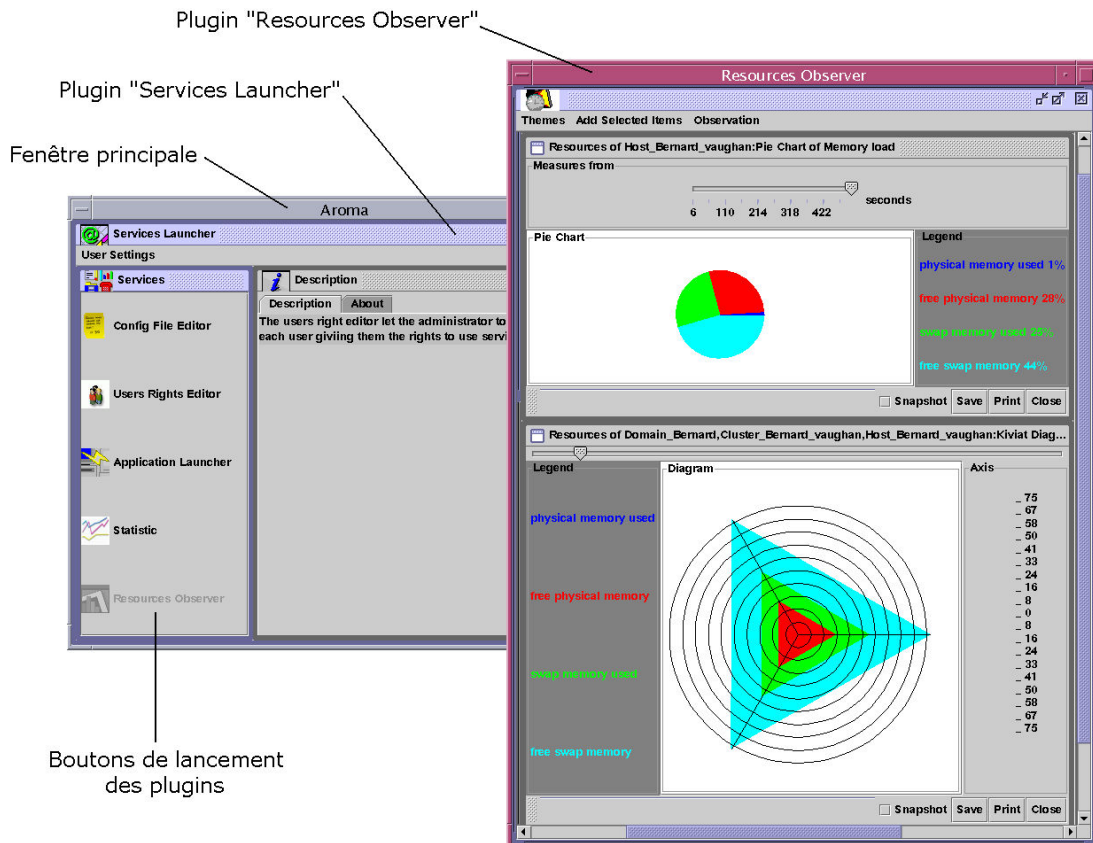 Plugin "Resources Observer"
Plugin "Services Launcher"
Fenêtre principale
Aroma
Services Launcher
User Settings
Services
Config File Editor
Users Rights Editor
Application Launcher
Statistic
Resources Observer
Description
Description About
The users right editor let the administrator to
each user giviing them the rights to use servi
Boutons de lancement
des plugins
Resources Observer
Themes Add Selected Items Observation
Resources of Host_Bernard_vaughan:Pie Chart of Memory load
Measures from
6 110 214 318 422 seconds
Pie Chart
Legend
physical memory used 1%
free physical memory 28%
swap memory used 25%
free swap memory 44%
Snapshot Save Print Close
Resources of Domain_Bernard,Cluster_Bernard_vaughan,Host_Bernard_vaughan:Kiviat Diag...
Legend
physical memory used
free physical memory
swap memory used
free swap memory
Diagram
Axis
_ 75
_ 67
_ 58
_ 50
_ 41
_ 33
_ 24
_ 16
_ 8
_ 0
_ 8
_ 16
_ 24
_ 33
_ 41
_ 50
_ 58
_ 67
_ 75
Snapshot Save Print Close